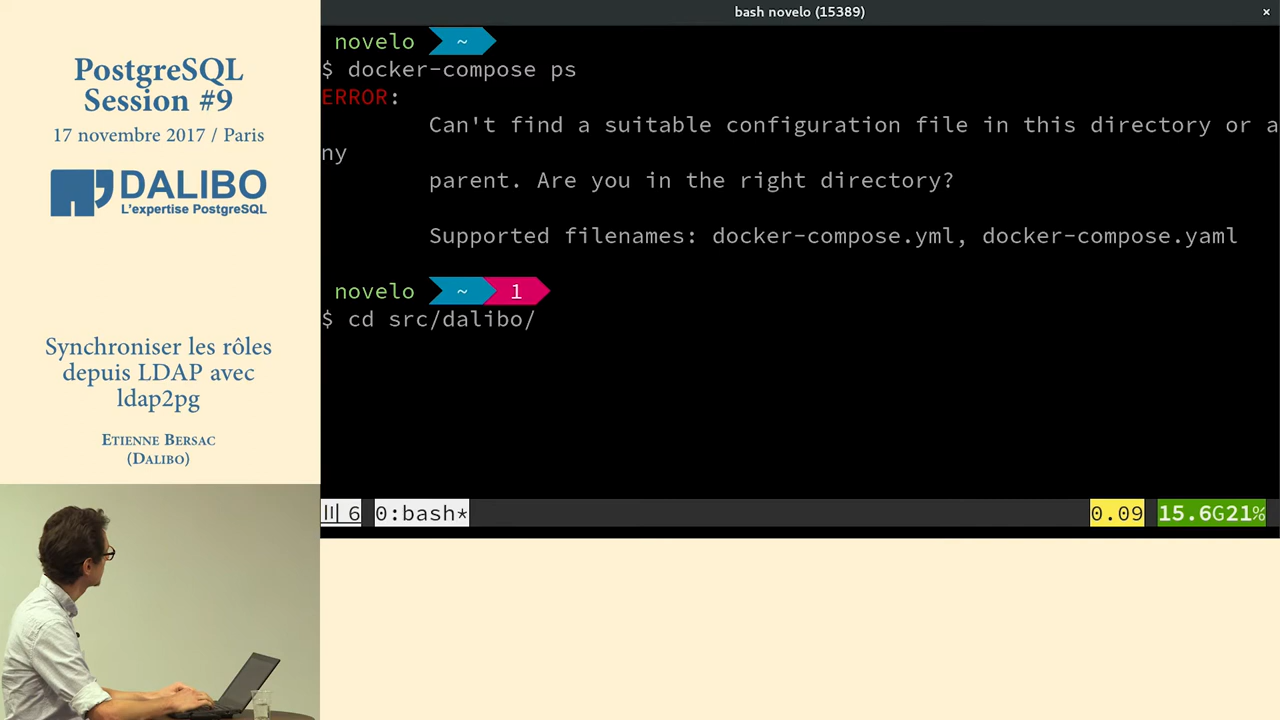 PostgreSQL
Session #9
17 novembre 2017 / Paris
DALIBO
L'expertise PostgreSQL
Synchroniser les rôles
depuis LDAP avec
ldap2pg
Etienne Bersac
(Dalibo)
bash novelo (15389)
×
novelo ~
$ docker-compose ps
ERROR:
Can't find a suitable configuration file in this directory or a
ny
parent. Are you in the right directory?
Supported filenames: docker-compose.yml, docker-compose.yaml
novelo ~ 1
$ cd src/dalibo/
6 0:bash* 0.09 15.6G21%